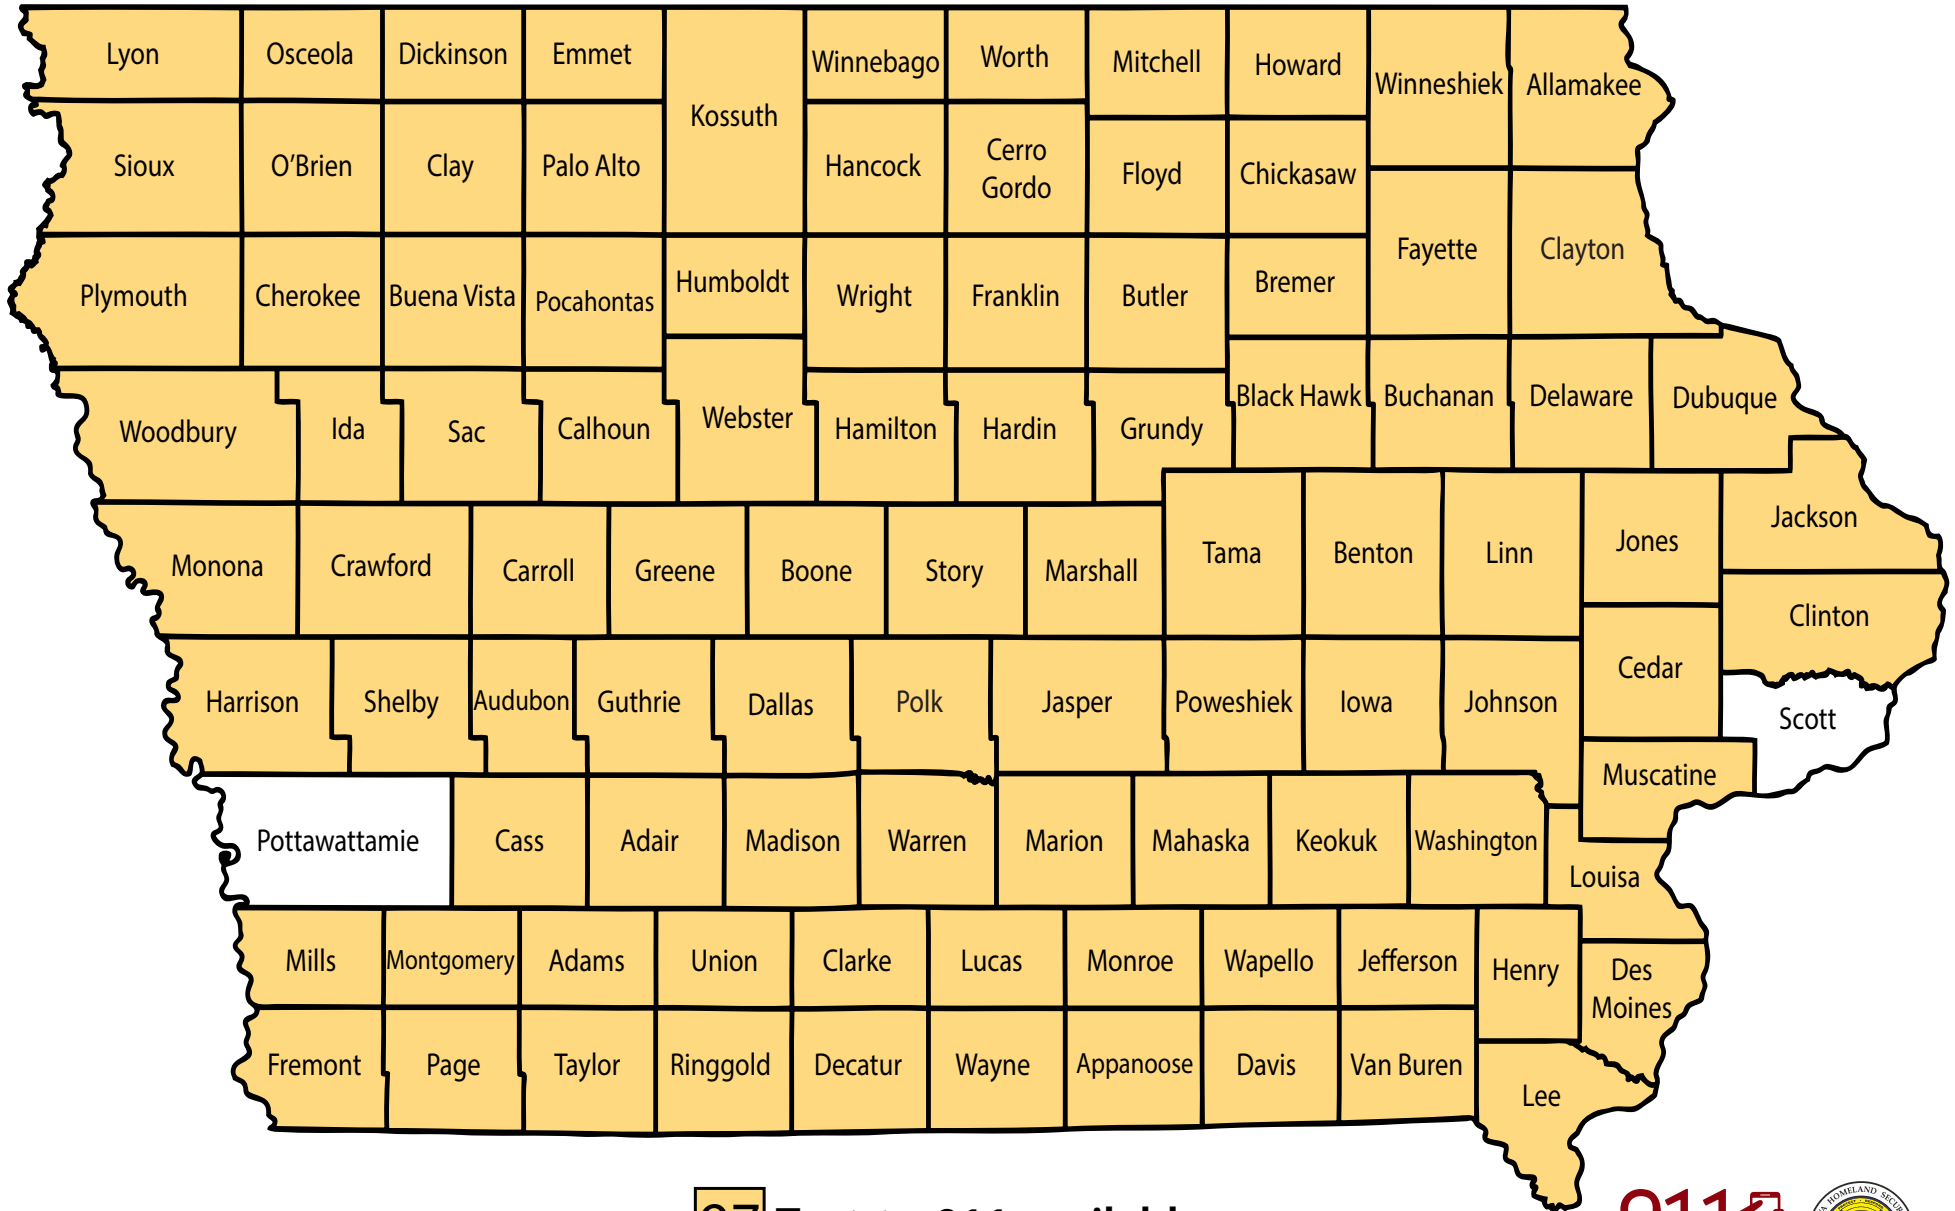 Lyon
Osceola
Dickinson
Emmet
Kossuth
Winnebago
Worth
Mitchell
Howard
Winneshiek
Allamakee
Sioux
O'Brien
Clay
Palo Alto
Hancock
Cerro
Gordo
Floyd
Chickasaw
Fayette
Clayton
Plymouth
Cherokee
Buena Vista
Pocahontas
Humboldt
Wright
Franklin
Butler
Bremer
Woodbury
Ida
Sac
Calhoun
Webster
Hamilton
Hardin
Grundy
Black Hawk
Buchanan
Delaware
Dubuque
Monona
Crawford
Carroll
Greene
Boone
Story
Marshall
Tama
Benton
Linn
Jones
Jackson
Clinton
Harrison
Shelby
Audubon
Guthrie
Dallas
Polk
Jasper
Poweshiek
Iowa
Johnson
Cedar
Scott
Muscatine
Pottawattamie
Cass
Adair
Madison
Warren
Marion
Mahaska
Keokuk
Washington
Louisa
Mills
Montgomery
Adams
Union
Clarke
Lucas
Monroe
Wapello
Jefferson
Henry
Des
Moines
Fremont
Page
Taylor
Ringgold
Decatur
Wayne
Appanoose
Davis
Van Buren
Lee
911
HOMELAND